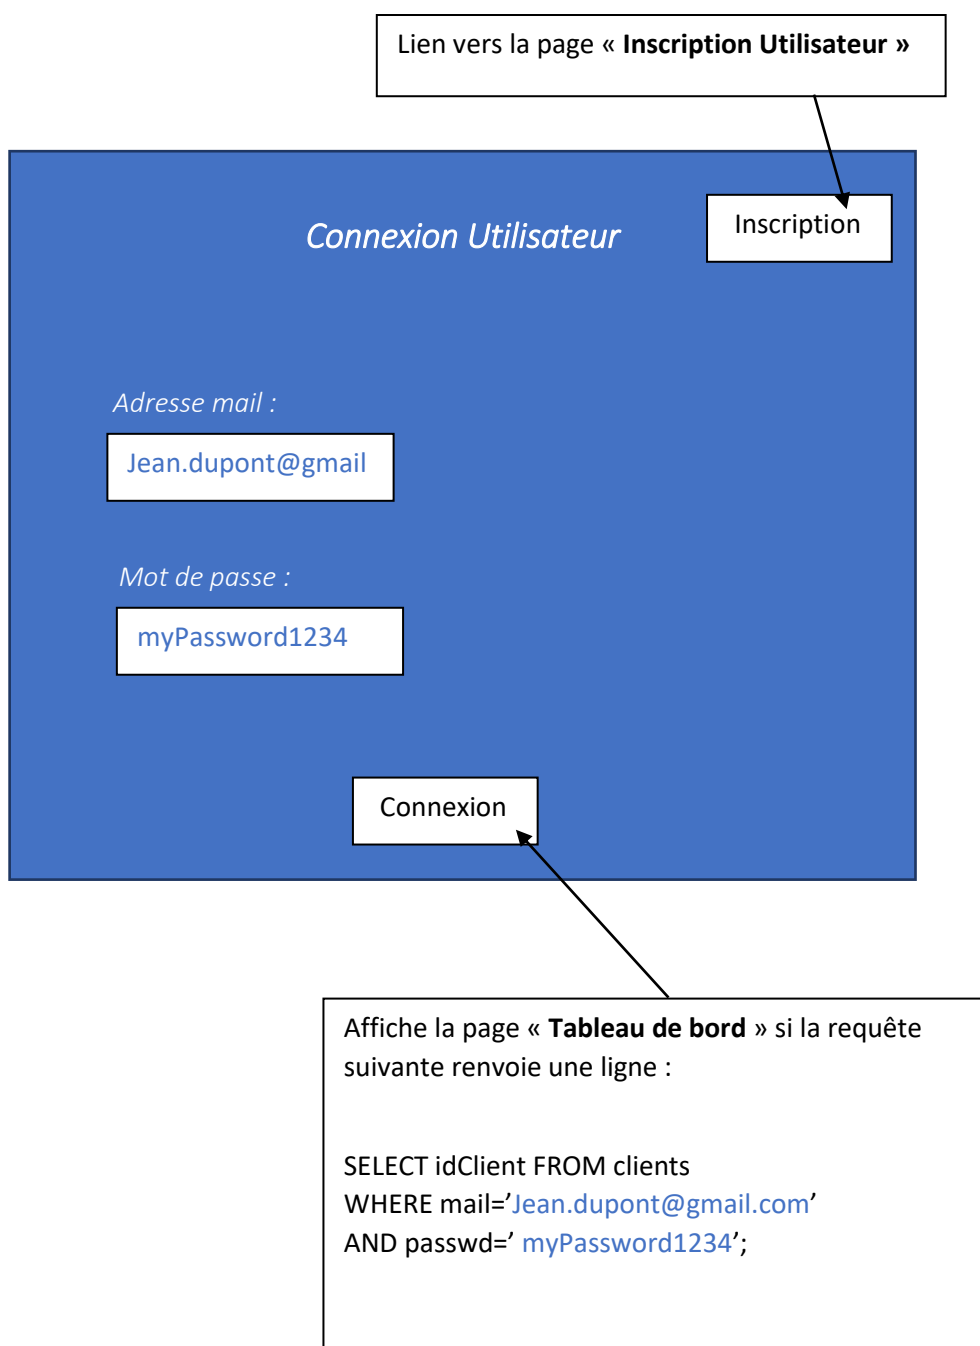 Lien vers la page « Inscription Utilisateur »
Connexion Utilisateur
Inscription
Adresse mail :
Jean.dupont@gmail
Mot de passe :
myPassword1234
Connexion
Affiche la page « Tableau de bord » si la requête
suivante renvoie une ligne :
SELECT idClient FROM clients
WHERE mail=’Jean.dupont@gmail.com’
AND passwd=’ myPassword1234’;